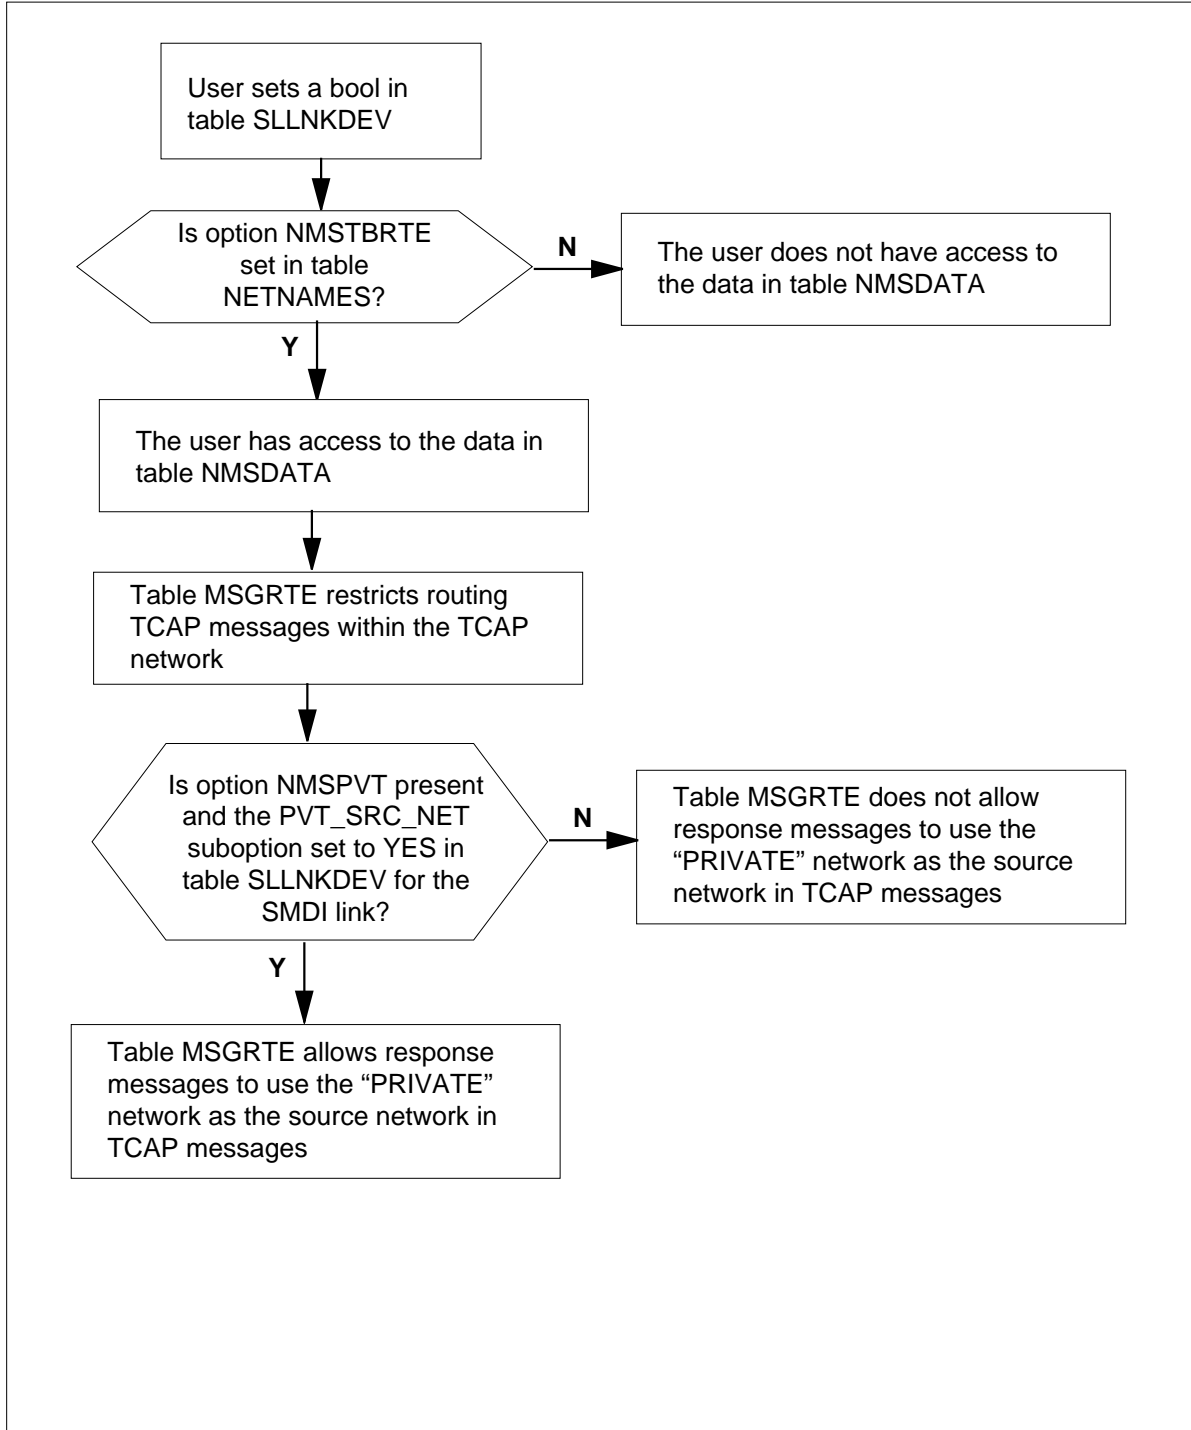 User sets a bool in
table SLLNKDEV
Is option NMSTBRTE
set in table
NETNAMES?
N
The user does not have access to
the data in table NMSDATA
Y
The user has access to the data in
table NMSDATA
Table MSGRTE restricts routing
TCAP messages within the TCAP
network
Is option NMSPVT present
and the PVT_SRC_NET
suboption set to YES in
table SLLNKDEV for the
SMDI link?
N
Table MSGRTE does not allow
response messages to use the
“PRIVATE” network as the source
network in TCAP messages
Y
Table MSGRTE allows response
messages to use the “PRIVATE”
network as the source network in
TCAP messages